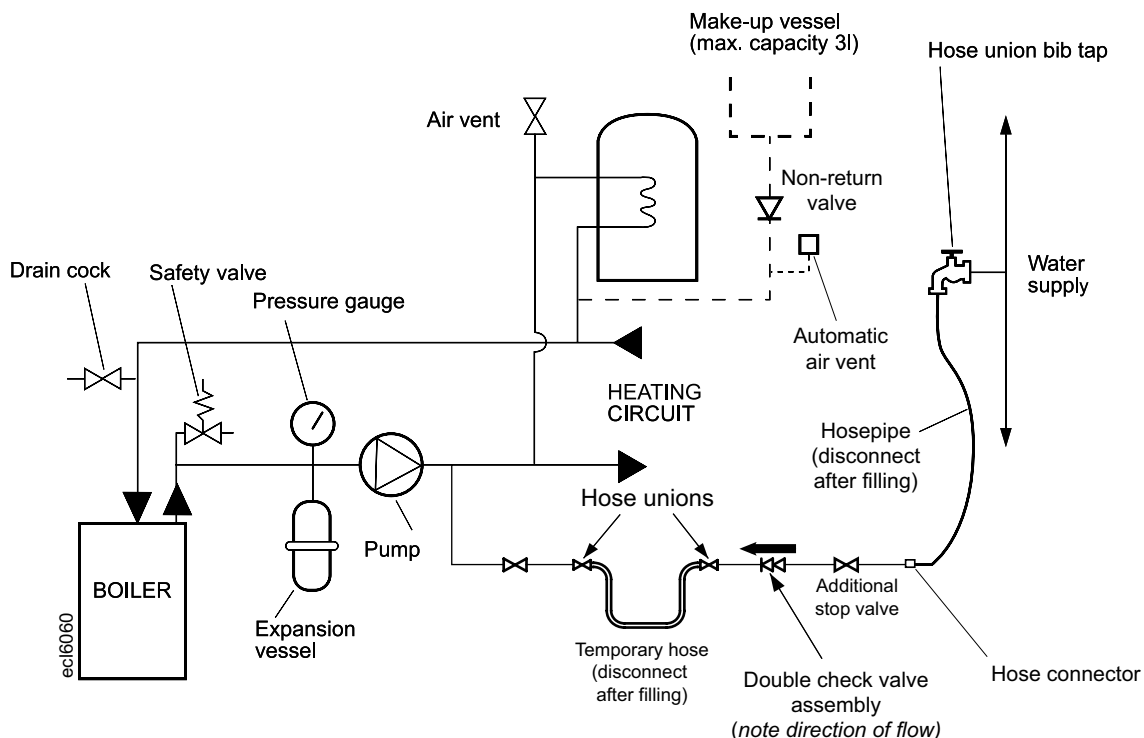 Make-up vessel
(max. capacity 3l)
Hose union bib tap
Air vent
Non-return
valve
Drain cock
Safety valve
Pressure gauge
Water
supply
Automatic
air vent
HEATING
CIRCUIT
Hosepipe
(disconnect
after filling)
Hose unions
Pump
BOILER
Additional
stop valve
ecl6060
Expansion
vessel
Temporary hose
(disconnect
after filling)
Double check valve
assembly
(note direction of flow)
Hose connector